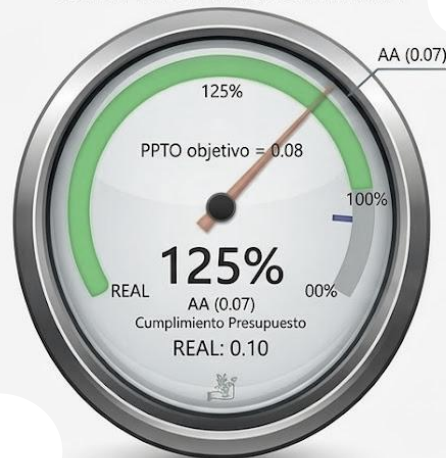 AA (0.07)
125%
PPTO objetivo = 0.08
100%
125%
REAL
00%
AA (0.07)
Cumplimiento Presupuesto
REAL: 0.10